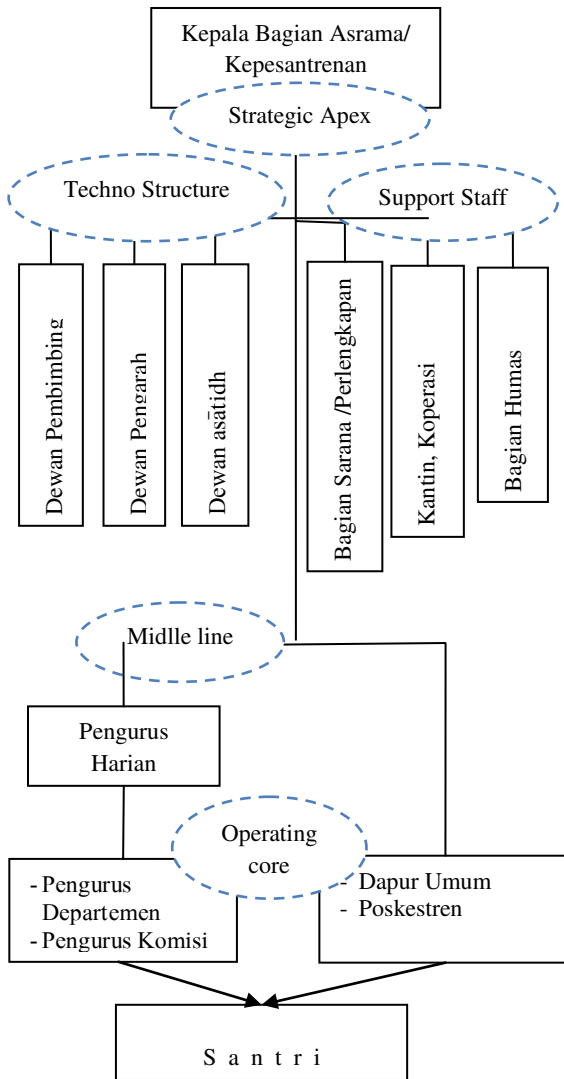 Kepala Bagian Asrama/
Kepesantrenan
Strategic Apex
Techno Structure
Support Staff
Dewan Pembimbing
Dewan Pengarah
Dewan asātidh
Bagian Sarana /Perlengkapan
Kantin, Koperasi
Bagian Humas
Midlle line
Pengurus
Harian
Operating
core
- Pengurus
Departemen
- Pengurus Komisi
- Dapur Umum
- Poskestren
S a n t r i